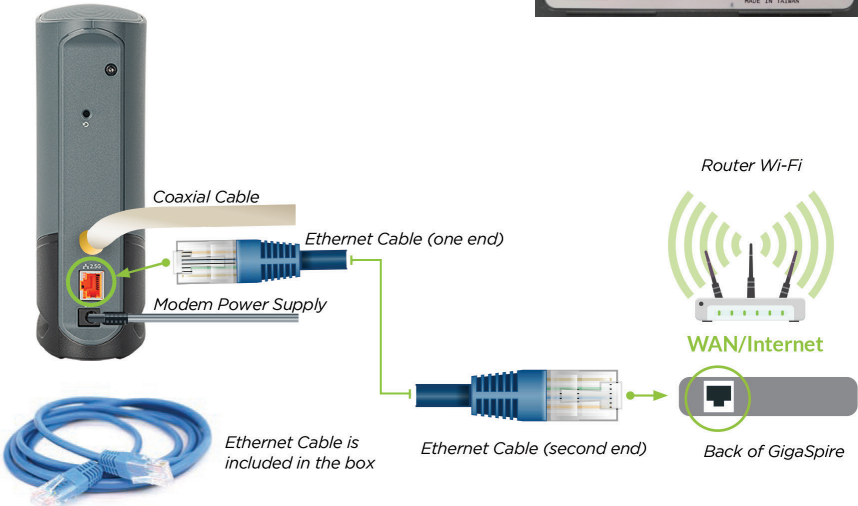 MADE IN TAIWAN
Router Wi-Fi
Coaxial Cable
Ethernet Cable (one end)
2.5G
Modem Power Supply
WAN/Internet
Ethernet Cable is
included in the box
Ethernet Cable (second end)
Back of GigaSpire